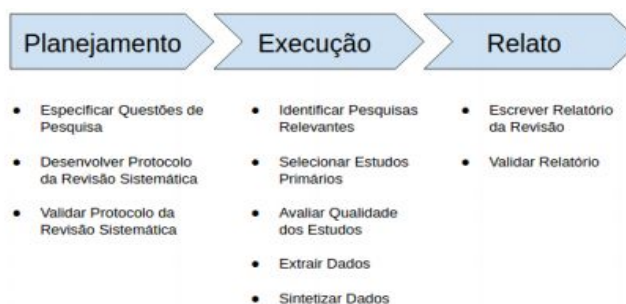 Planejamento
Execução
Relato
● Especificar Questões de
Pesquisa
● Desenvolver Protocolo
da Revisão Sistemática
● Validar Protocolo da
Revisão Sistemática
● Identificar Pesquisas
Relevantes
● Selecionar Estudos
Primários
● Avaliar Qualidade
dos Estudos
● Extrair Dados
● Sintetizar Dados
● Escrever Relatório
da Revisão
● Validar Relatório